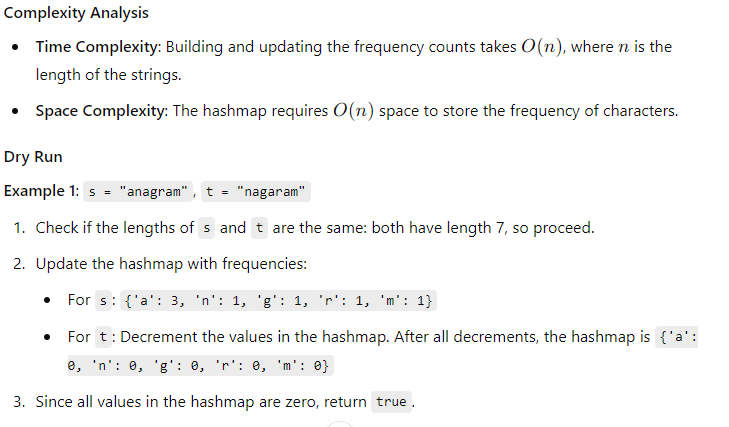 Complexity Analysis
• Time Complexity: Building and updating the frequency counts takes O(n), where n is the
length of the strings.
• Space Complexity: The hashmap requires O(n) space to store the frequency of characters.
Dry Run
Example 1: s = "anagram", t = "nagaram"
1. Check if the lengths of s and t are the same: both have length 7, so proceed.
2. Update the hashmap with frequencies:
• For s: {'a': 3, 'n': 1, 'g': 1, 'r': 1, 'm': 1}
• For t: Decrement the values in the hashmap. After all decrements, the hashmap is {'a':
0, 'n': 0, 'g': 0, 'r': 0, 'm': 0}
3. Since all values in the hashmap are zero, return true.